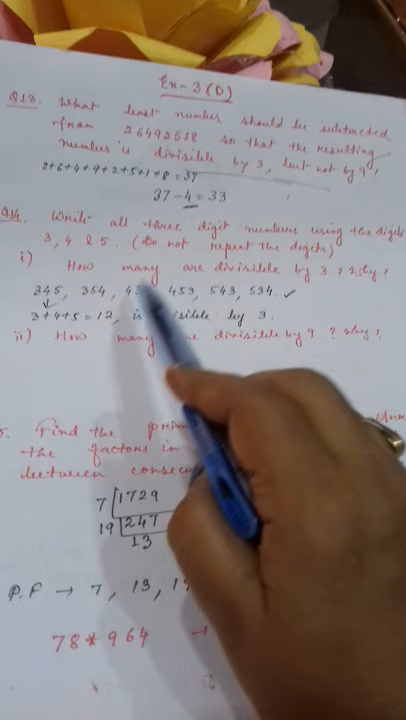 Ex-3(D)
Q13. What least number should be subtracted
from 26492518 so that the resulting
number is divisible by 3, but not by 9?
2+6+4+9+2+5+1+8=37
37-4=33
Q14. Write all three digit numbers using the digits
3, 4 & 5. (Do not repeat the digits)
i)
How many are divisible by 3? Why?
345, 354, 453, 543, 534. ✓
3+4+5=12, is by 3.
ii) How many divisible by 9? Why?
Find the
the factors in
between
7 | 1729
19 | 247
13
P.F → 7, 13,
78*964 →